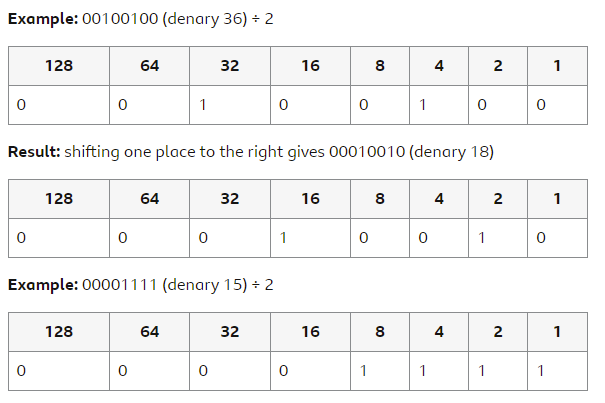 Example: 00100100 (denary 36) ÷ 2
128 64 32 16 8 4 2 1
0 0 1 0 0 1 0 0
Result: shifting one place to the right gives 00010010 (denary 18)
128 64 32 16 8 4 2 1
0 0 0 1 0 0 1 0
Example: 00001111 (denary 15) ÷ 2
128 64 32 16 8 4 2 1
0 0 0 0 1 1 1 1